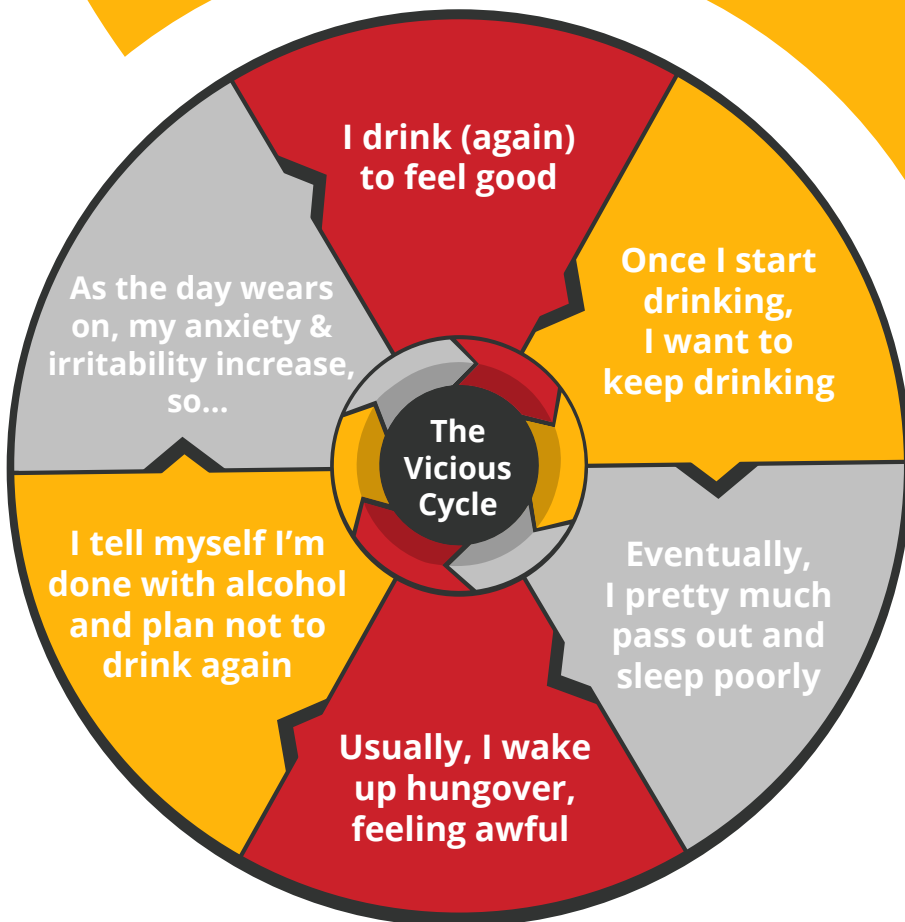 I drink (again)
to feel good
Once I start
drinking,
I want to
keep drinking
Eventually,
I pretty much
pass out and
sleep poorly
Usually, I wake
up hungover,
feeling awful
I tell myself I’m
done with alcohol
and plan not to
drink again
As the day wears
on, my anxiety &
irritability increase,
so...
The
Vicious
Cycle